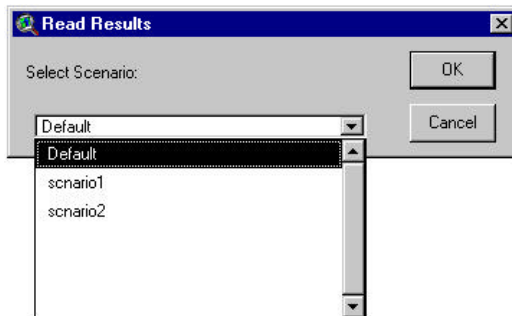 Read Results
Select Scenario:
OK
Default
Cancel
Default
scnario1
scnario2